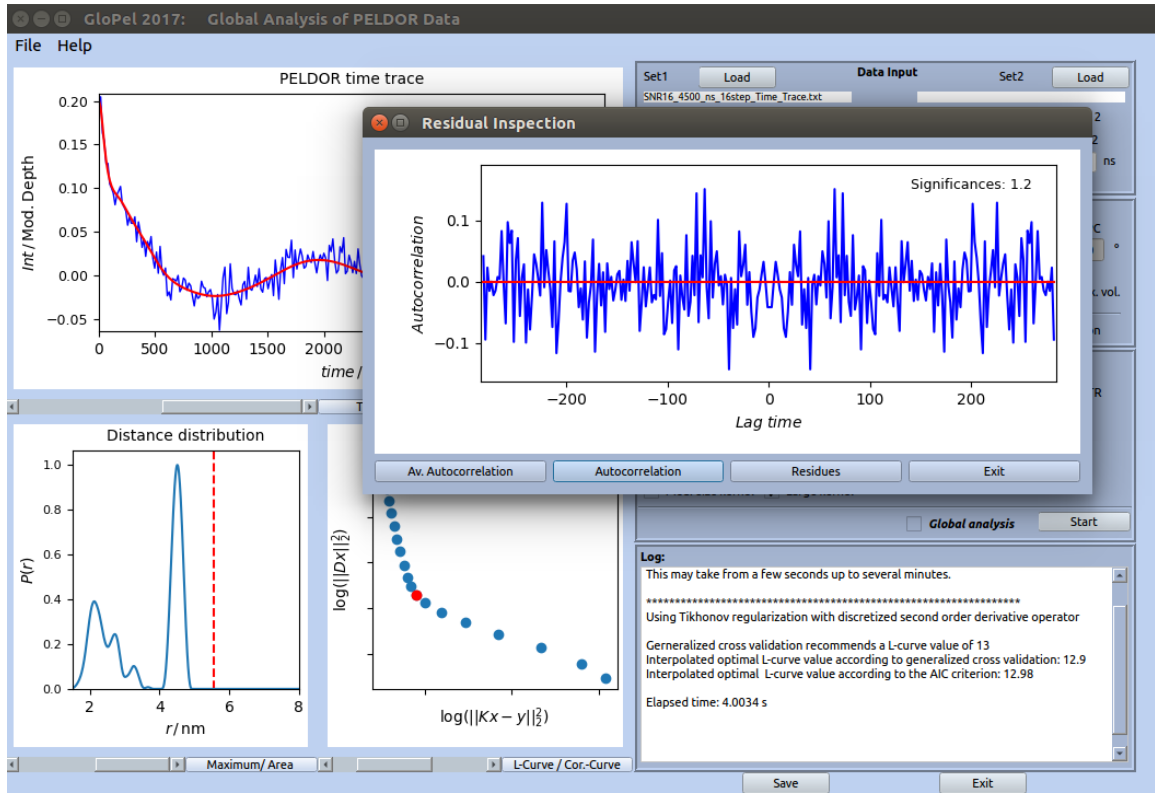 GloPel 2017: Global Analysis of PELDOR Data
File Help
PELDOR time trace
Int / Mod. Depth
0.20
0.15
0.10
0.05
0.00
−0.05
0 500 1000 1500 2000
time /
Set1 Load Data Input Set2 Load
SNR16_4500_ns_16step_Time_Trace.txt
2
2
ns
PC
°
x. vol.
on
TR
Residual Inspection
Significances: 1.2
Autocorrelation
0.1
0.0
−0.1
−200 −100 0 100 200
Lag time
Av. Autocorrelation Autocorrelation Residues Exit
Global analysis Start
Distance distribution
P(r)
1.0
0.8
0.6
0.4
0.2
0.0
2 4 6 8
r / nm
Maximum/ Area
log(||Dx||²₂)
log(||Kx − y||²₂)
L-Curve / Cor.-Curve
Log:
This may take from a few seconds up to several minutes.
*****************************************************************
Using Tikhonov regularization with discretized second order derivative operator
Gerneralized cross validation recommends a L-curve value of 13
Interpolated optimal L-curve value according to generalized cross validation: 12.9
Interpolated optimal L-curve value according to the AIC criterion: 12.98
Elapsed time: 4.0034 s
Save Exit